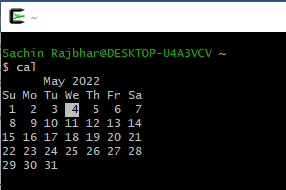 ~
Sachin Rajbhar@DESKTOP-U4A3VCV ~
$ cal
      May 2022
Su Mo Tu We Th Fr Sa
 1  2  3  4  5  6  7
 8  9 10 11 12 13 14
15 16 17 18 19 20 21
22 23 24 25 26 27 28
29 30 31